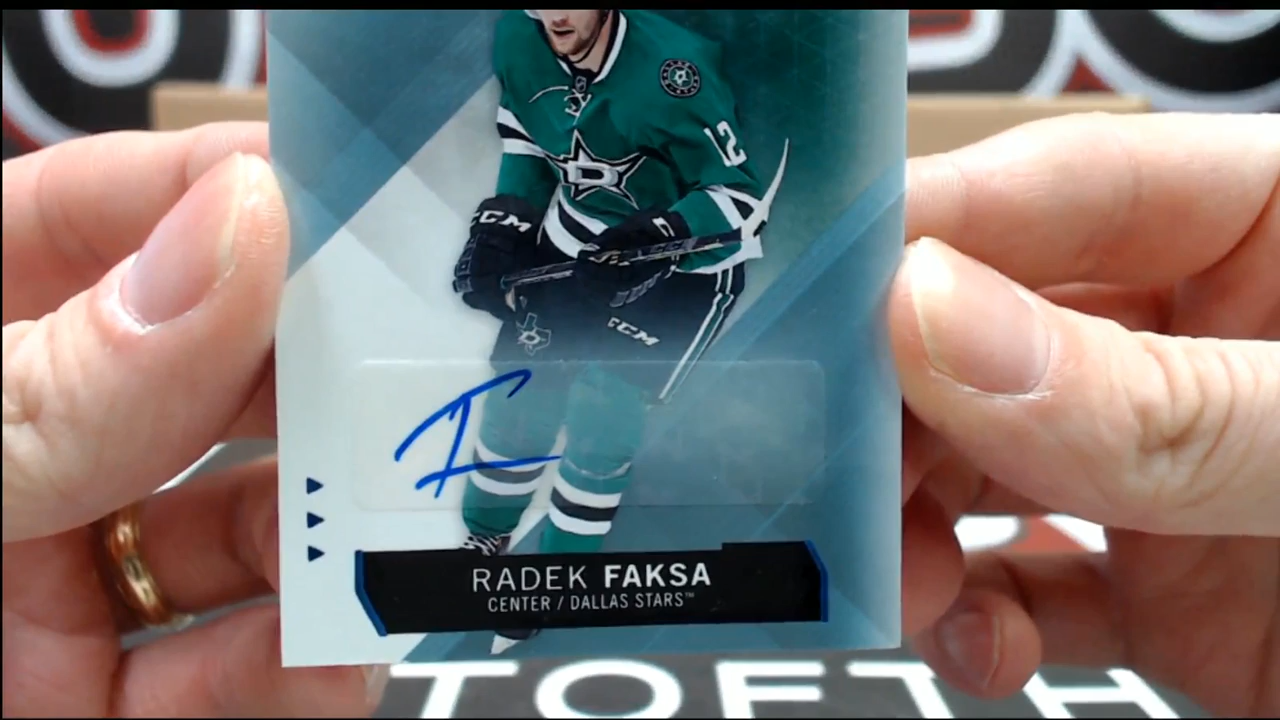 12
D
CCM
CCM
RADEK FAKSA
CENTER / DALLAS STARS™
TOFTH